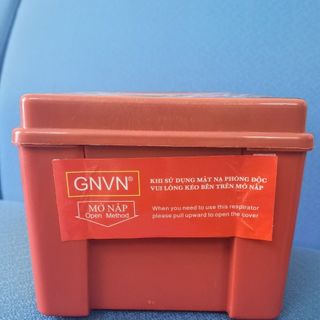 GNVN®
MỞ NẮP
Open Method
KHI SỬ DỤNG MẶT NẠ PHÒNG ĐỘC
VUI LÒNG KÉO BÊN TRÊN MỞ NẮP
When you need to use this respirator
please pull upward to open the cover